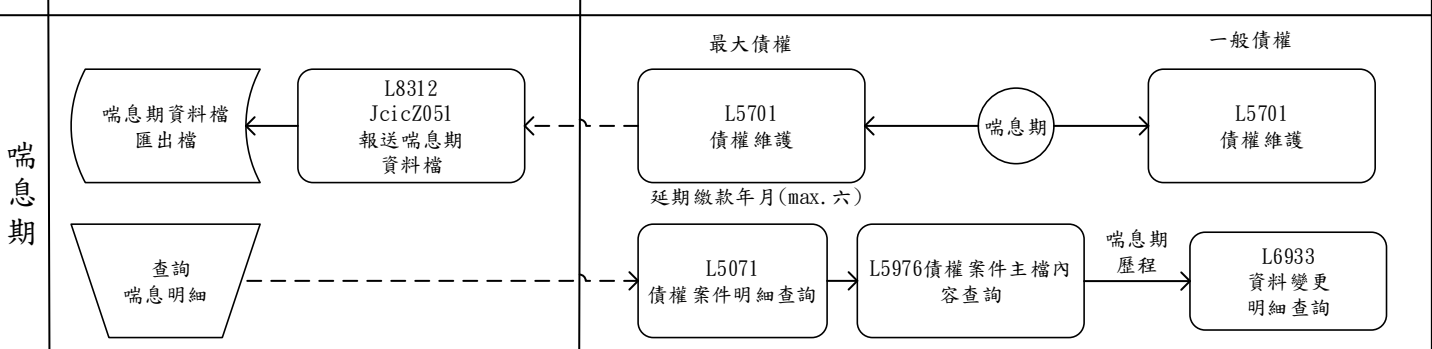 喘息期
最大債權
一般債權
喘息期資料檔
匯出檔
L8312
JcicZ051
報送喘息期
資料檔
L5701
債權維護
喘息期
L5701
債權維護
延期繳款年月(max.六)
查詢
喘息明細
L5071
債權案件明細查詢
L5976債權案件主檔內
容查詢
喘息期
歷程
L6933
資料變更
明細查詢